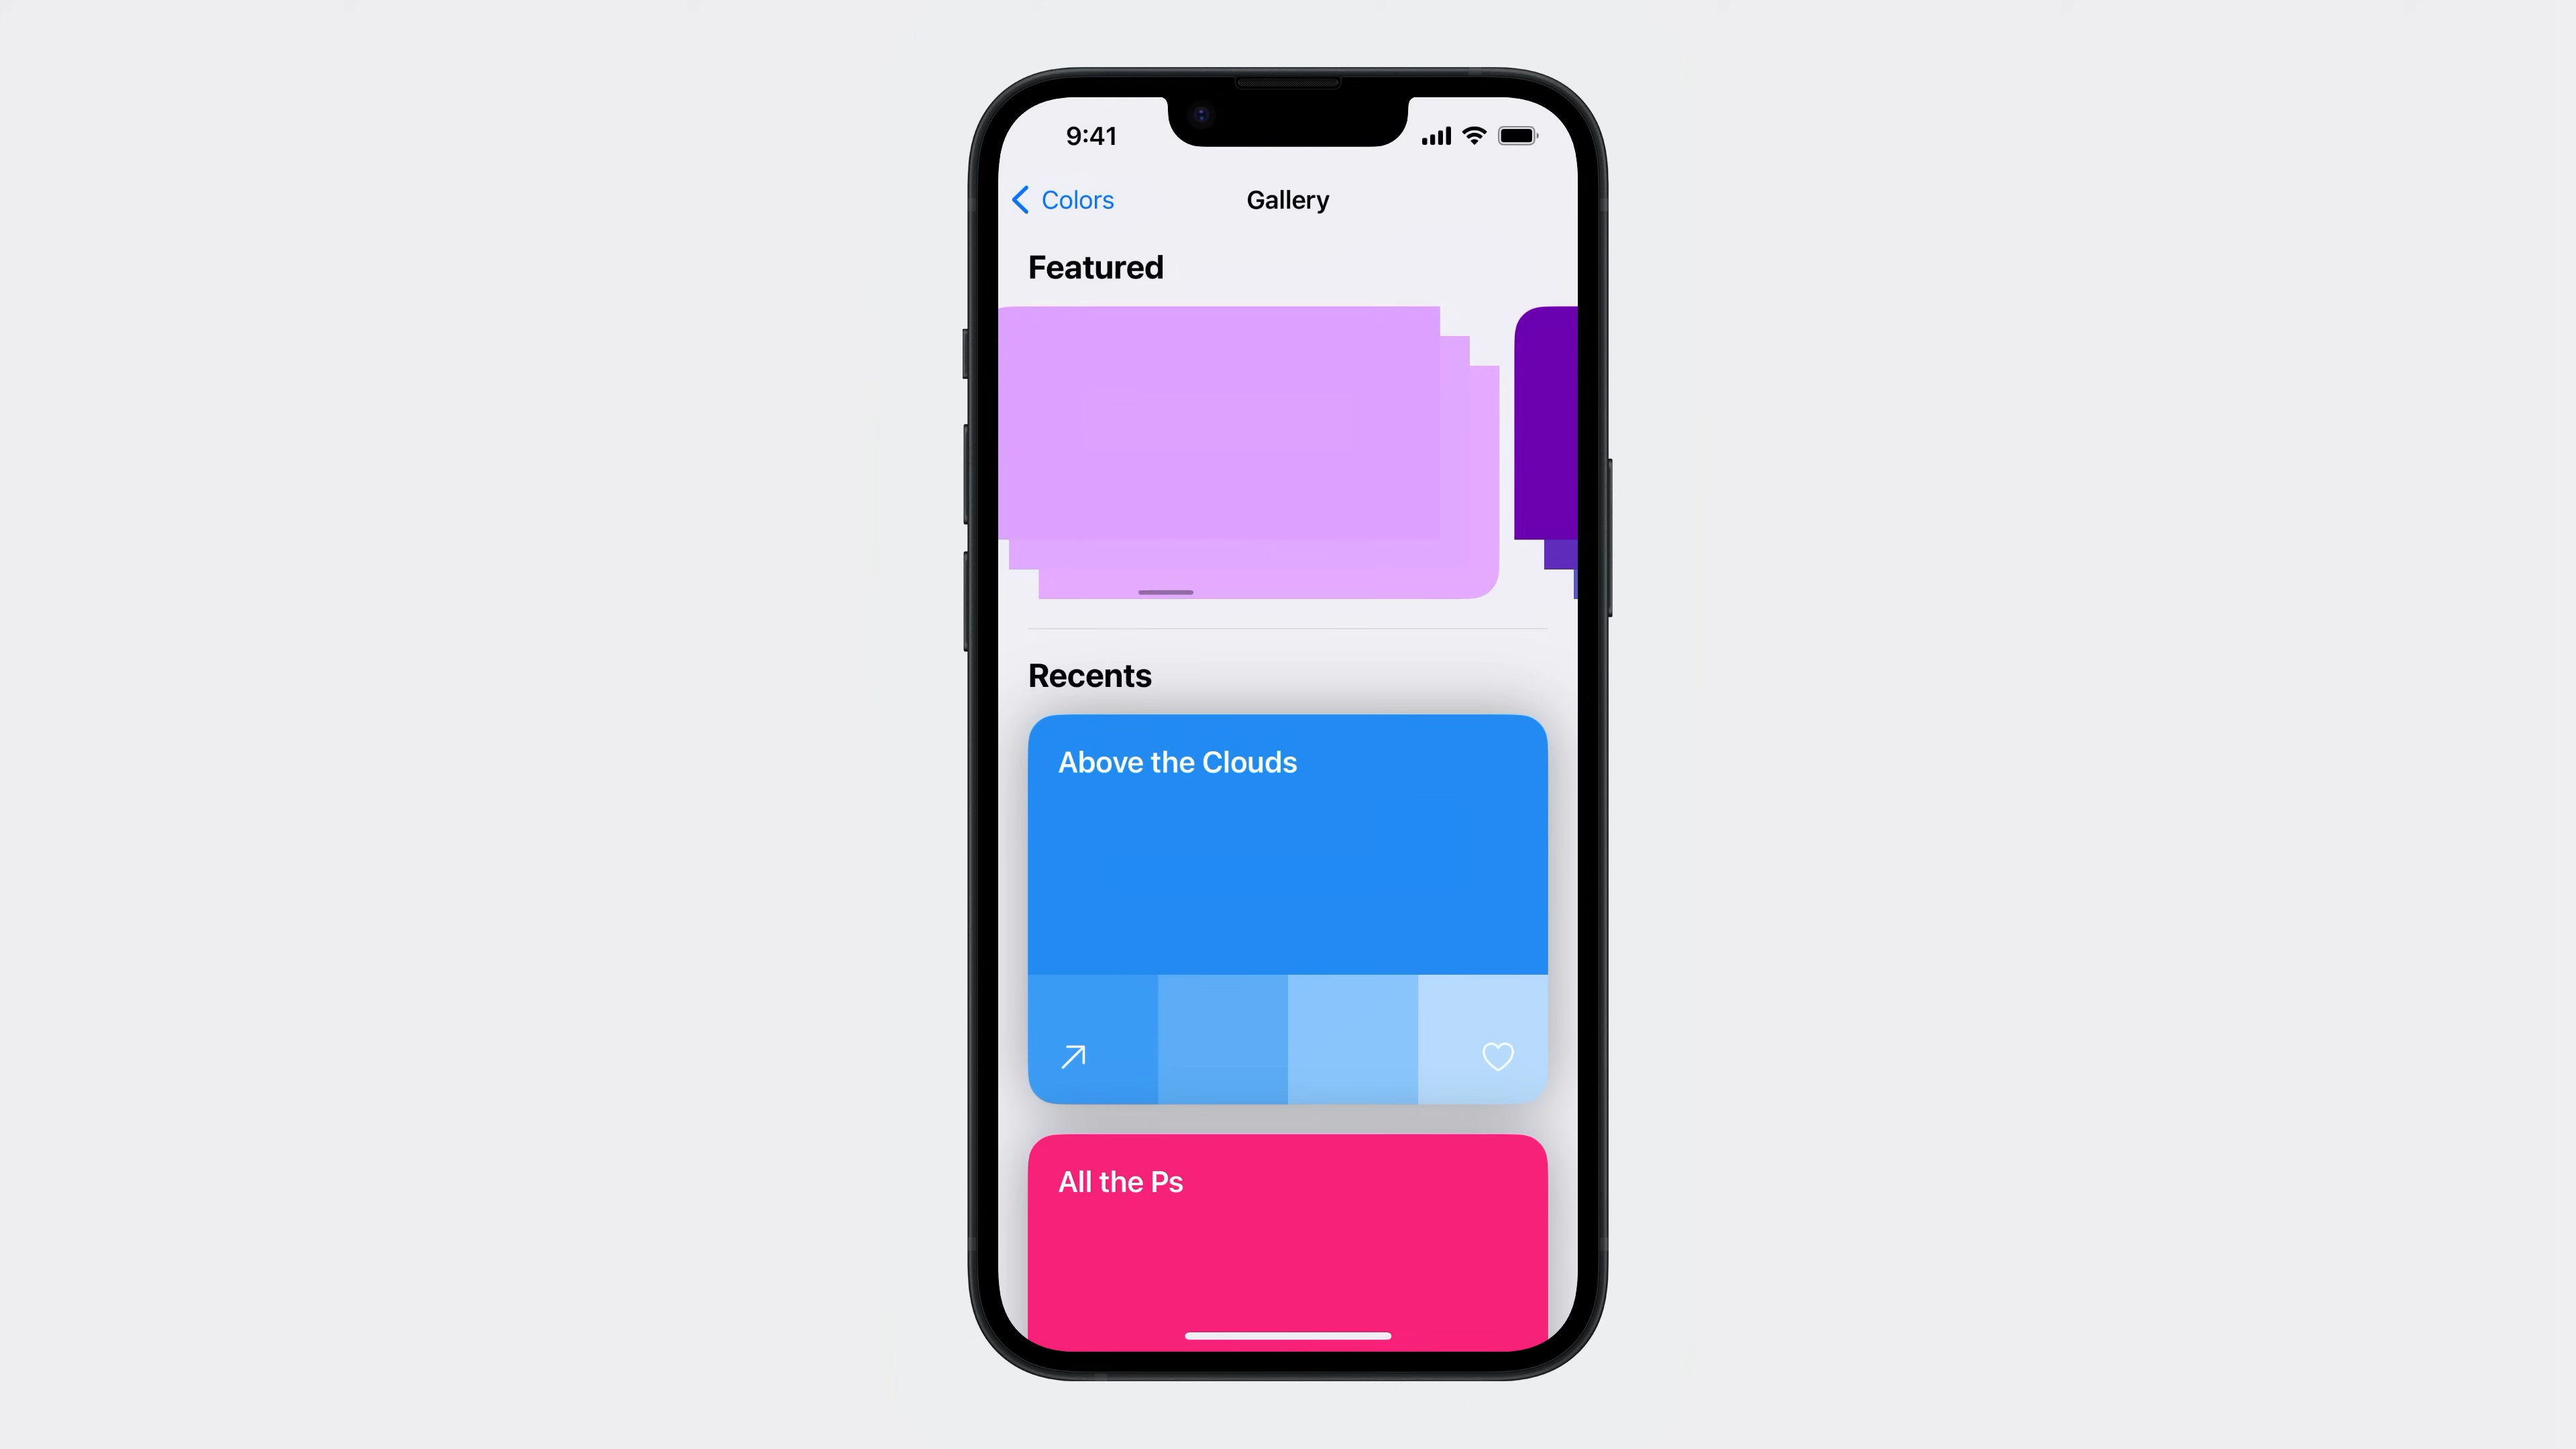 9:41
Colors
Gallery
Featured
Recents
Above the Clouds
All the Ps